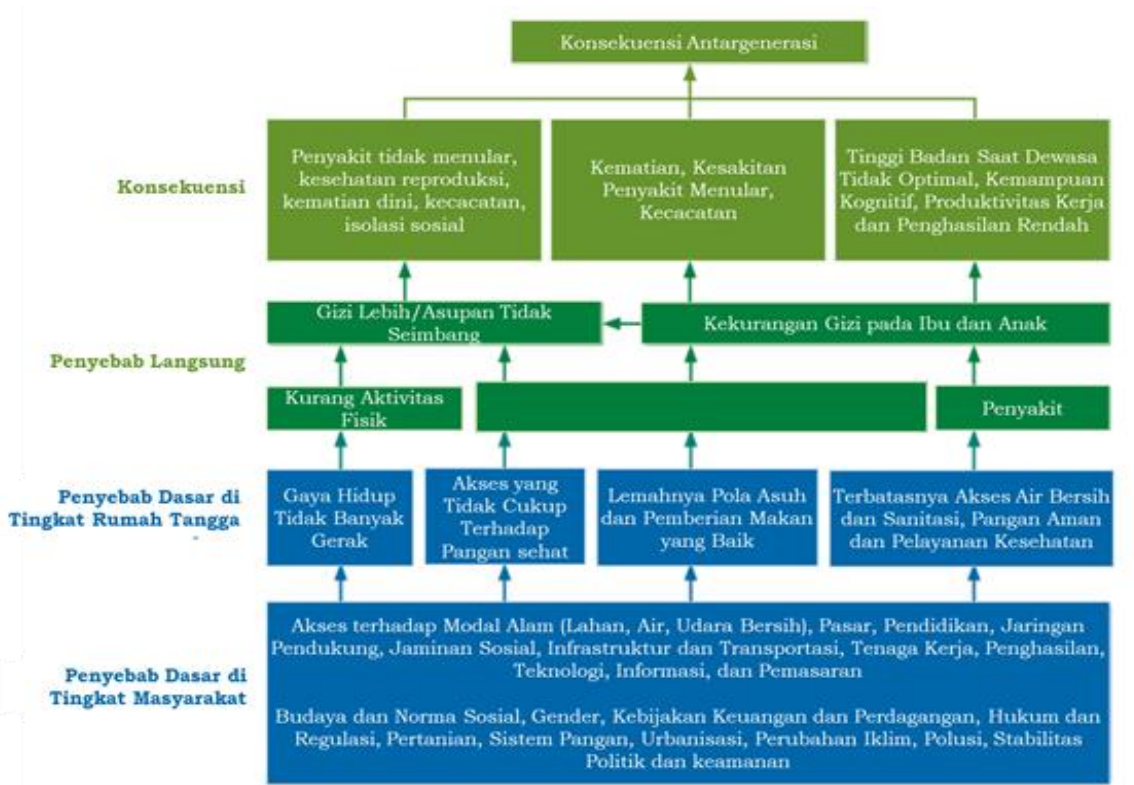 Konsekuensi Antargenerasi
Konsekuensi
Penyakit tidak menular,
kesehatan reproduksi,
kematian dini, kecacatan,
isolasi sosial
Kematian, Kesakitan
Penyakit Menular,
Kecacatan
Tinggi Badan Saat Dewasa
Tidak Optimal, Kemampuan
Kognitif, Produktivitas Kerja
dan Penghasilan Rendah
Penyebab Langsung
Gizi Lebih/Asupan Tidak
Seimbang
Kekurangan Gizi pada Ibu dan Anak
Kurang Aktivitas
Fisik
Penyakit
Penyebab Dasar di
Tingkat Rumah Tangga
Gaya Hidup
Tidak Banyak
Gerak
Akses yang
Tidak Cukup
Terhadap
Pangan sehat
Lemahnya Pola Asuh
dan Pemberian Makan
yang Baik
Terbatasnya Akses Air Bersih
dan Sanitasi, Pangan Aman
dan Pelayanan Kesehatan
Penyebab Dasar di
Tingkat Masyarakat
Akses terhadap Modal Alam (Lahan, Air, Udara Bersih), Pasar, Pendidikan, Jaringan
Pendukung, Jaminan Sosial, Infrastruktur dan Transportasi, Tenaga Kerja, Penghasilan,
Teknologi, Informasi, dan Pemasaran
Budaya dan Norma Sosial, Gender, Kebijakan Keuangan dan Perdagangan, Hukum dan
Regulasi, Pertanian, Sistem Pangan, Urbanisasi, Perubahan Iklim, Polusi, Stabilitas
Politik dan keamanan